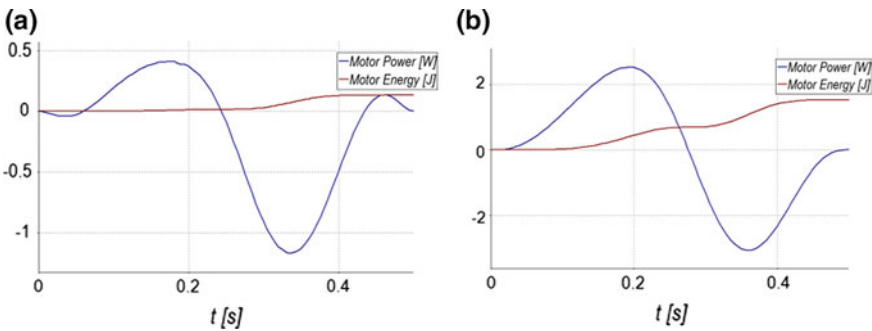 (a)
0.5
0
-0.5
-1
0
0.2
0.4
t [s]
Motor Power [W]
Motor Energy [J]
(b)
2
0
-2
0
0.2
0.4
t [s]
Motor Power [W]
Motor Energy [J]